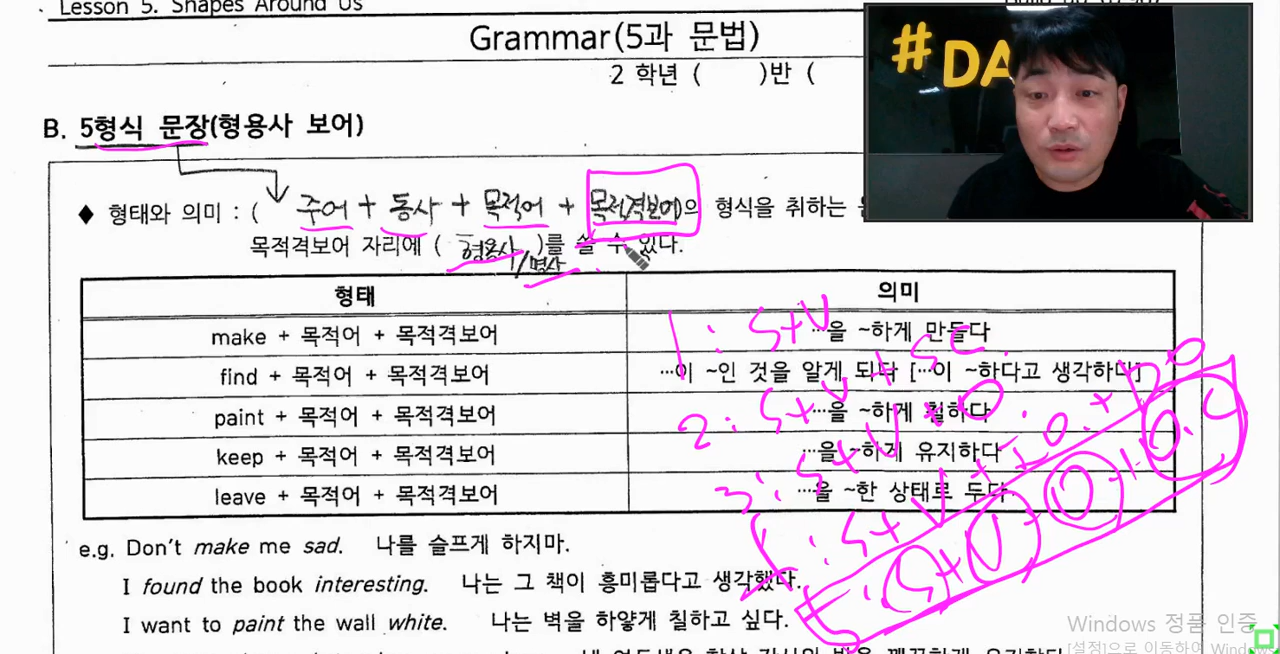 Lesson 5. Shapes Around Us
Grammar(5과 문법)
2 학년 (      )반 (
#DA
B. 5형식 문장(형용사 보어)
◆ 형태와 의미 : ( 주어 + 동사 + 목적어 + 목적격보어)의 형식을 취하는
목적격보어 자리에 ( 형용사/명사 )를 쓸 수 있다.
형태 의미
make + 목적어 + 목적격보어 …을 ~하게 만들다
find + 목적어 + 목적격보어 …이 ~인 것을 알게 되다 […이 ~하다고 생각하다]
paint + 목적어 + 목적격보어 …을 ~하게 칠하다
keep + 목적어 + 목적격보어 …을 ~하게 유지하다
leave + 목적어 + 목적격보어 …을 ~한 상태로 두다.
1 : S+V
2 : S+V+SC
3 : S+V+O
4 : S+V+I.O.+D.O
5 : S+V+O+O.C
e.g. Don't make me sad. 나를 슬프게 하지마.
I found the book interesting. 나는 그 책이 흥미롭다고 생각했다.
I want to paint the wall white. 나는 벽을 하얗게 칠하고 싶다.
Windows 정품 인증
[설정]으로 이동하여 Windows